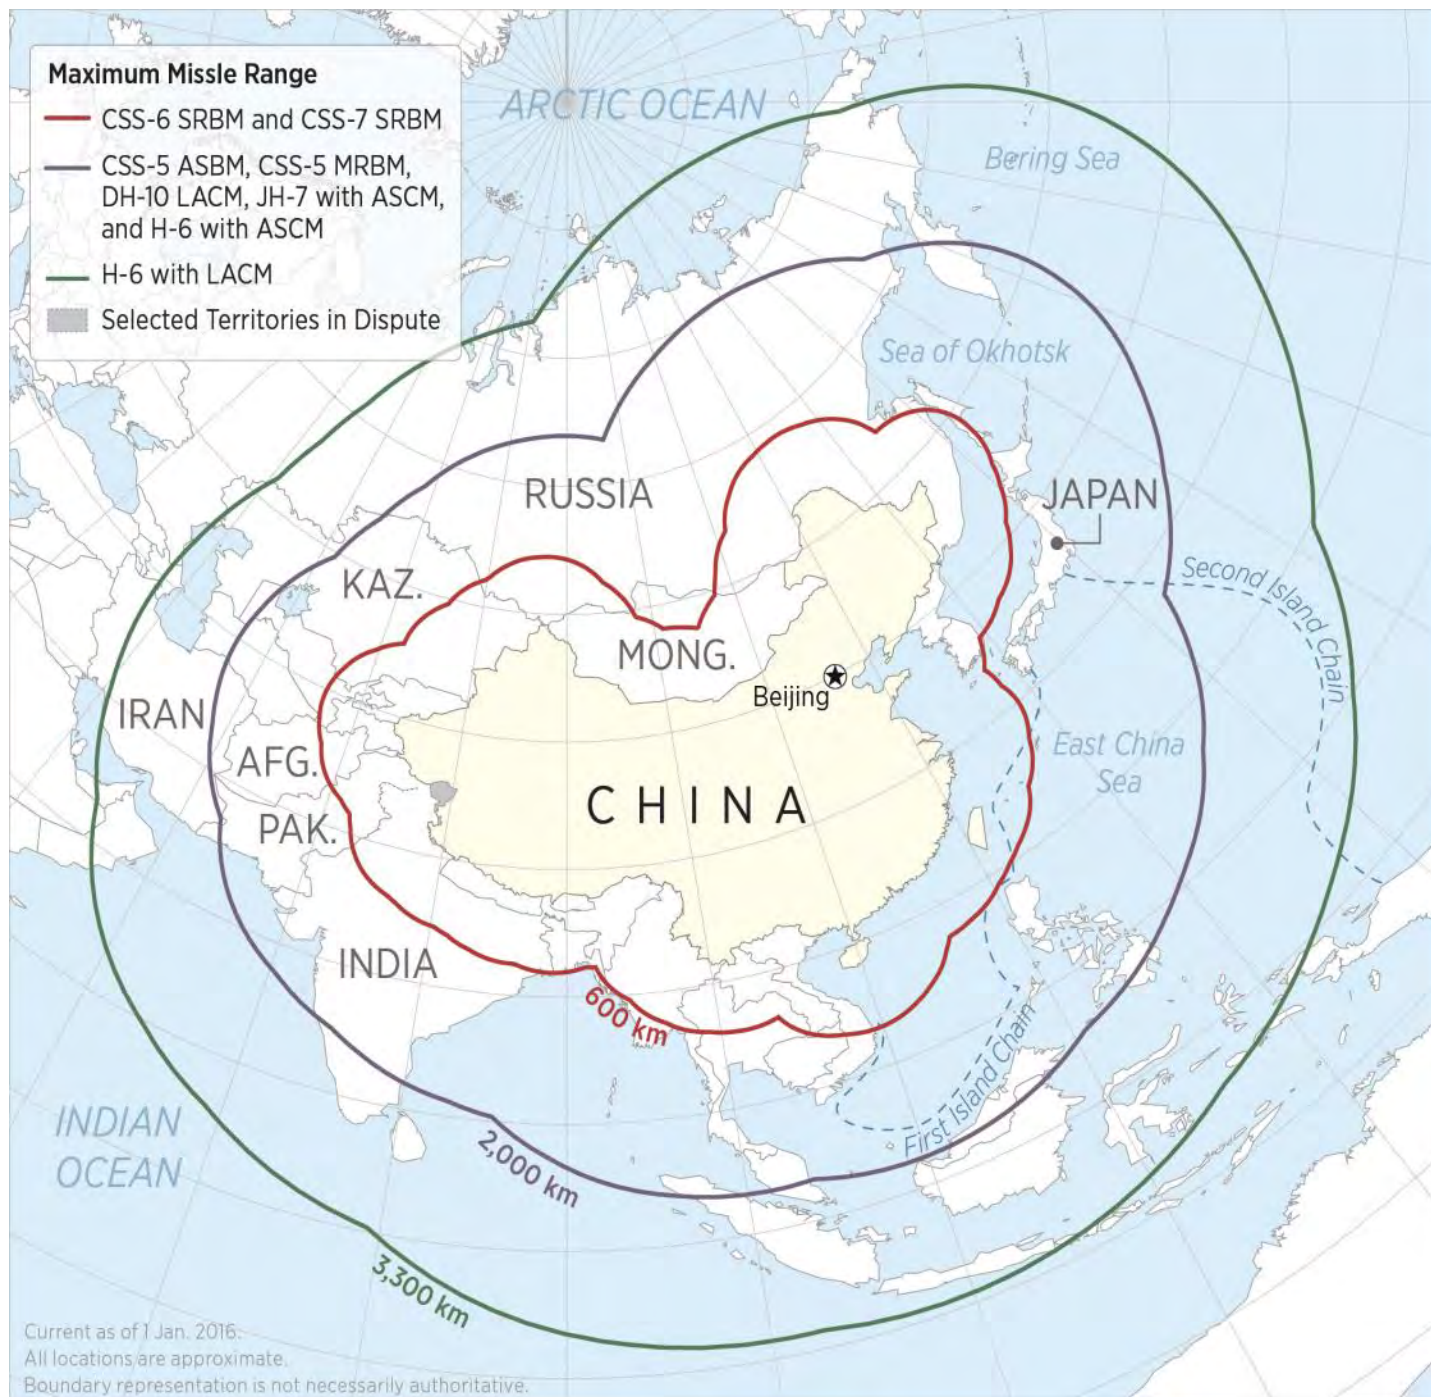 Maximum Missle Range
CSS-6 SRBM and CSS-7 SRBM
CSS-5 ASBM, CSS-5 MRBM,
DH-10 LACM, JH-7 with ASCM,
and H-6 with ASCM
H-6 with LACM
Selected Territories in Dispute
ARCTIC OCEAN
Bering Sea
Sea of Okhotsk
RUSSIA
JAPAN
KAZ.
Second Island Chain
MONG.
Beijing
IRAN
AFG.
East China
Sea
CHINA
PAK.
INDIA
600 km
First Island Chain
INDIAN
OCEAN
2,000 km
3,300 km
Current as of 1 Jan. 2016.
All locations are approximate.
Boundary representation is not necessarily authoritative.